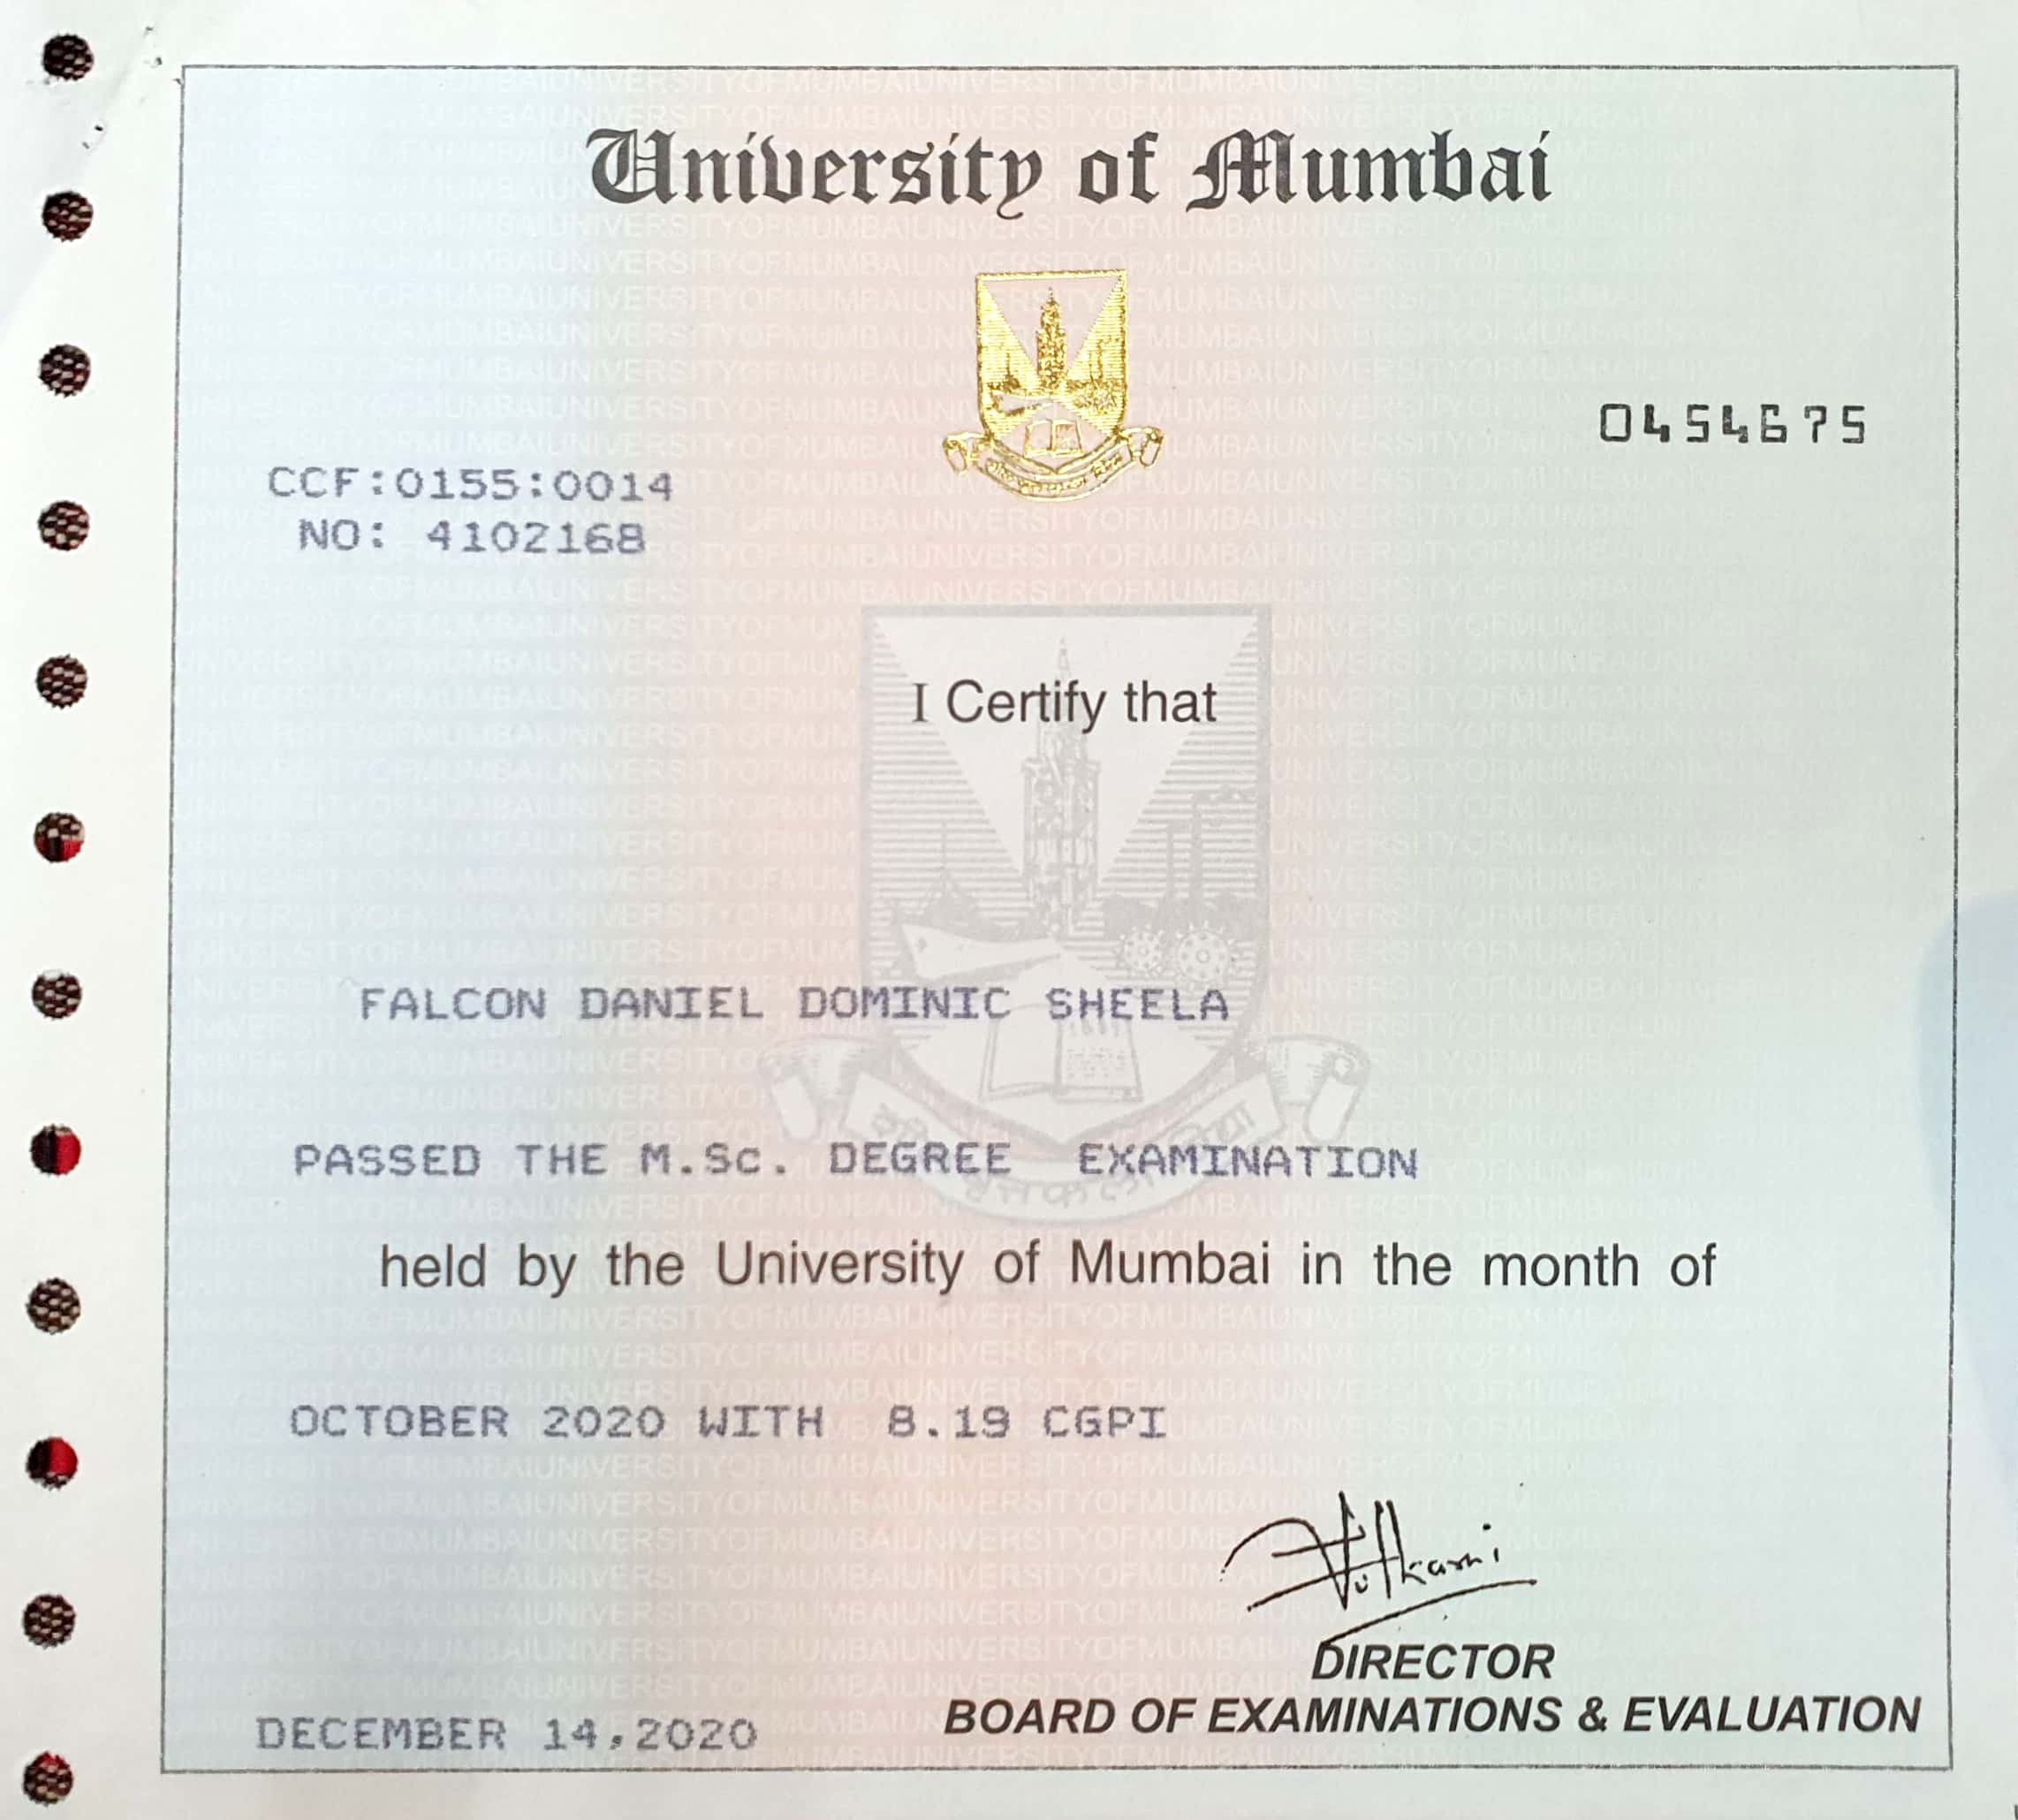 University of Mumbai
0454675
CCF:0155:0014
NO: 4102168
I Certify that
FALCON DANIEL DOMINIC SHEELA
PASSED THE M.Sc. DEGREE EXAMINATION
held by the University of Mumbai in the month of
OCTOBER 2020 WITH 8.19 CGPI
DIRECTOR
BOARD OF EXAMINATIONS & EVALUATION
DECEMBER 14,2020